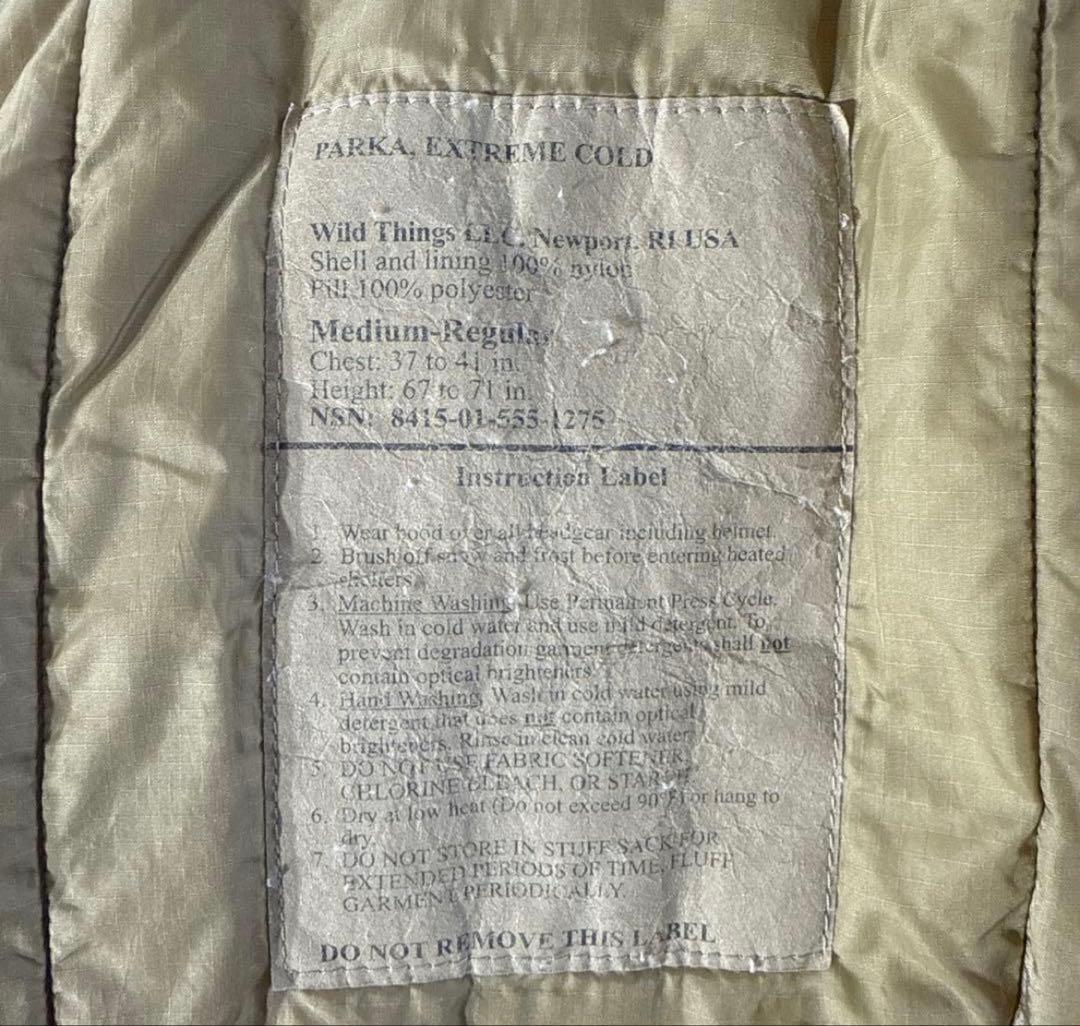 PARKA, EXTREME COLD
Wild Things LLC. Newport. RI USA
Shell and lining 100% nylon
Fill 100% polyester
Medium-Regular
Chest: 37 to 41 in.
Height: 67 to 71 in.
NSN: 8415-01-555-1275
Instruction Label
1. Wear hood over all headgear including helmet.
2. Brush off snow and frost before entering heated
shelters.
3. Machine Washing. Use Permanent Press Cycle.
Wash in cold water and use mild detergent. To
prevent degradation garment detergents shall not
contain optical brighteners.
4. Hand Washing. Wash in cold water using mild
detergent that does not contain optical
brighteners. Rinse in clean cold water.
5. DO NOT USE FABRIC SOFTENER,
CHLORINE BLEACH, OR STARCH.
6. Dry at low heat (Do not exceed 90°F) or hang to
dry.
7. DO NOT STORE IN STUFF SACK FOR
EXTENDED PERIODS OF TIME, FLUFF
GARMENT PERIODICALLY.
DO NOT REMOVE THIS LABEL